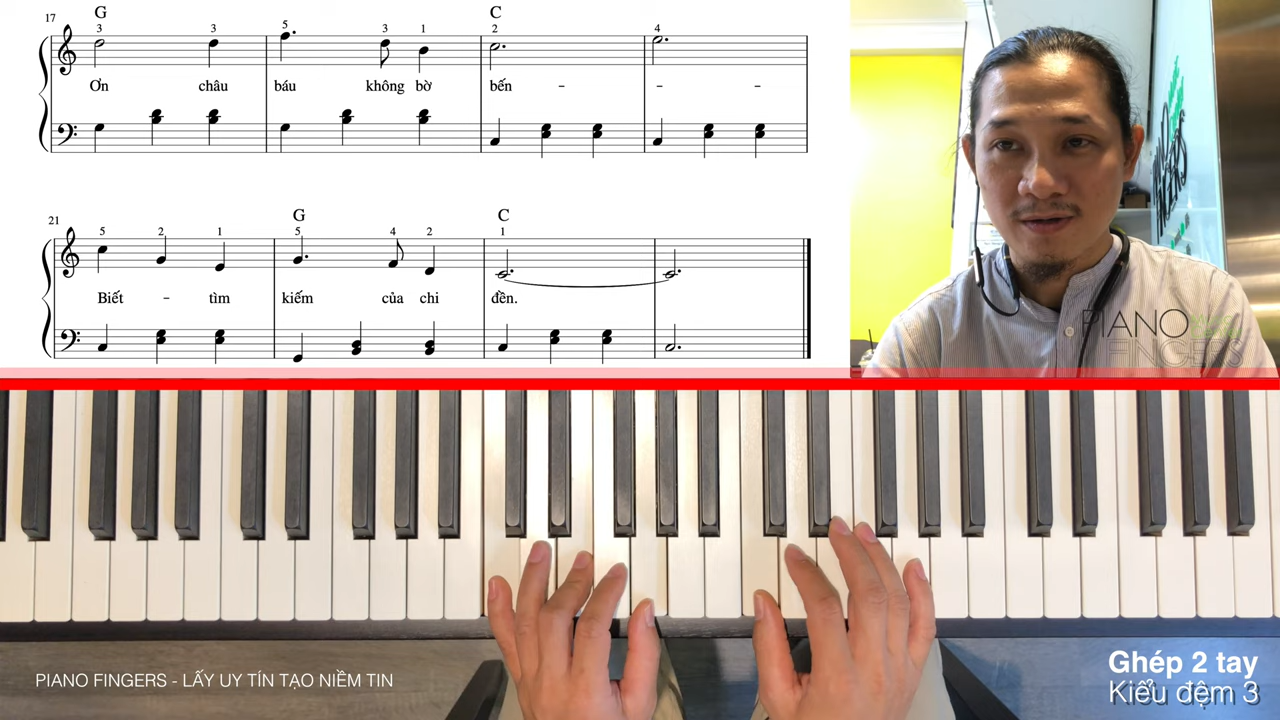 17 G C
3 3 5 3 1 2 4
Ơn châu báu không bờ bến - - -
21 G C
5 2 1 5 4 2 1
Biết - tìm kiếm của chi đền.
PIANO
FINGERS
PIANO FINGERS - LẤY UY TÍN TẠO NIỀM TIN
Ghép 2 tay
Kiểu đệm 3